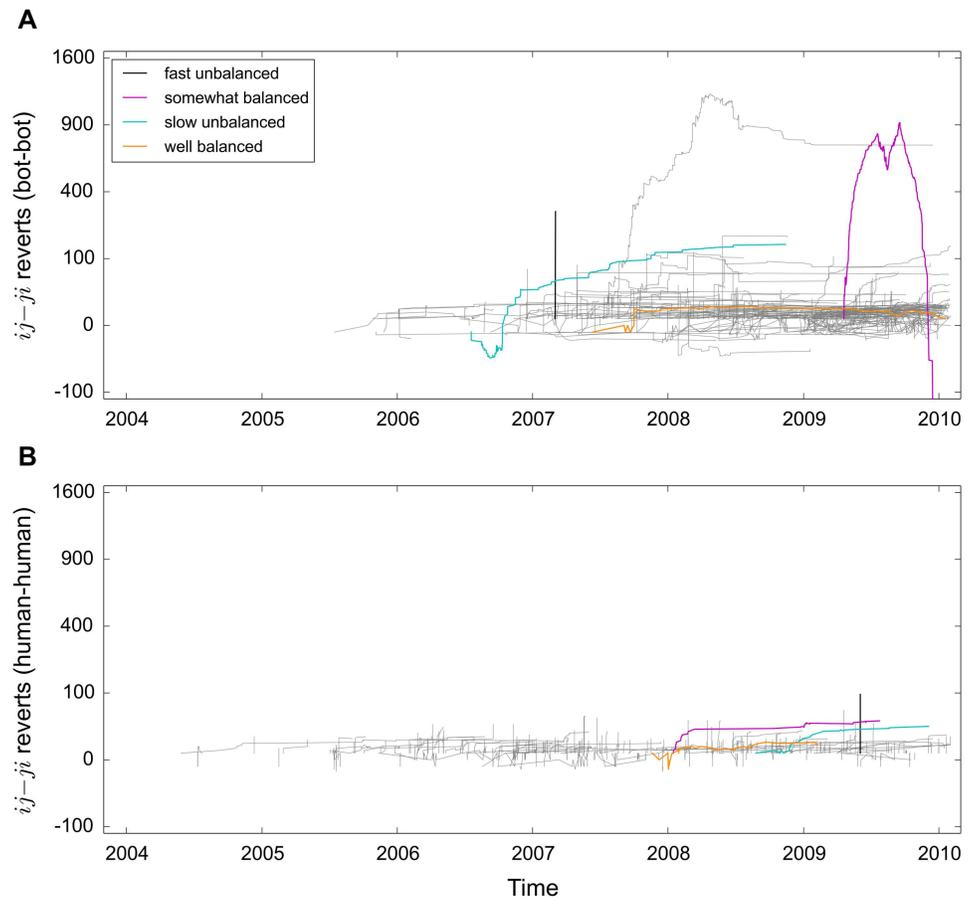 A
1600
900
400
100
0
-100
ij−ji reverts (bot-bot)
fast unbalanced
somewhat balanced
slow unbalanced
well balanced
2004 2005 2006 2007 2008 2009 2010
B
1600
900
400
100
0
-100
ij−ji reverts (human-human)
2004 2005 2006 2007 2008 2009 2010
Time